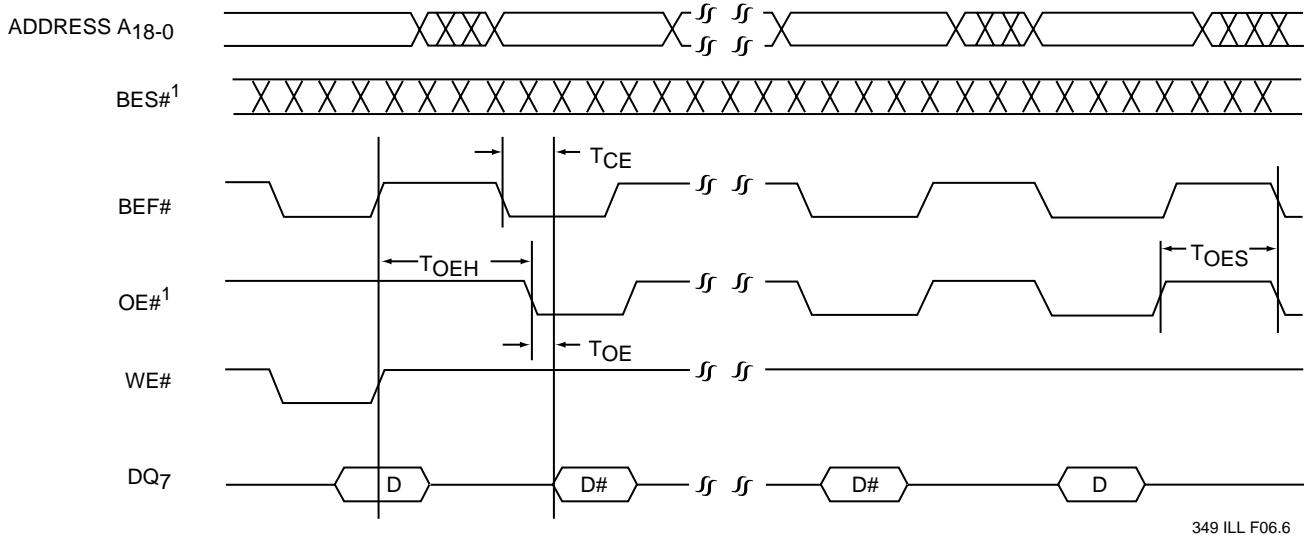 ADDRESS A18-0
BES#1
TCE
BEF#
TOEH
TOES
OE#1
TOE
WE#
DQ7
D
D#
D#
D
349 ILL F06.6